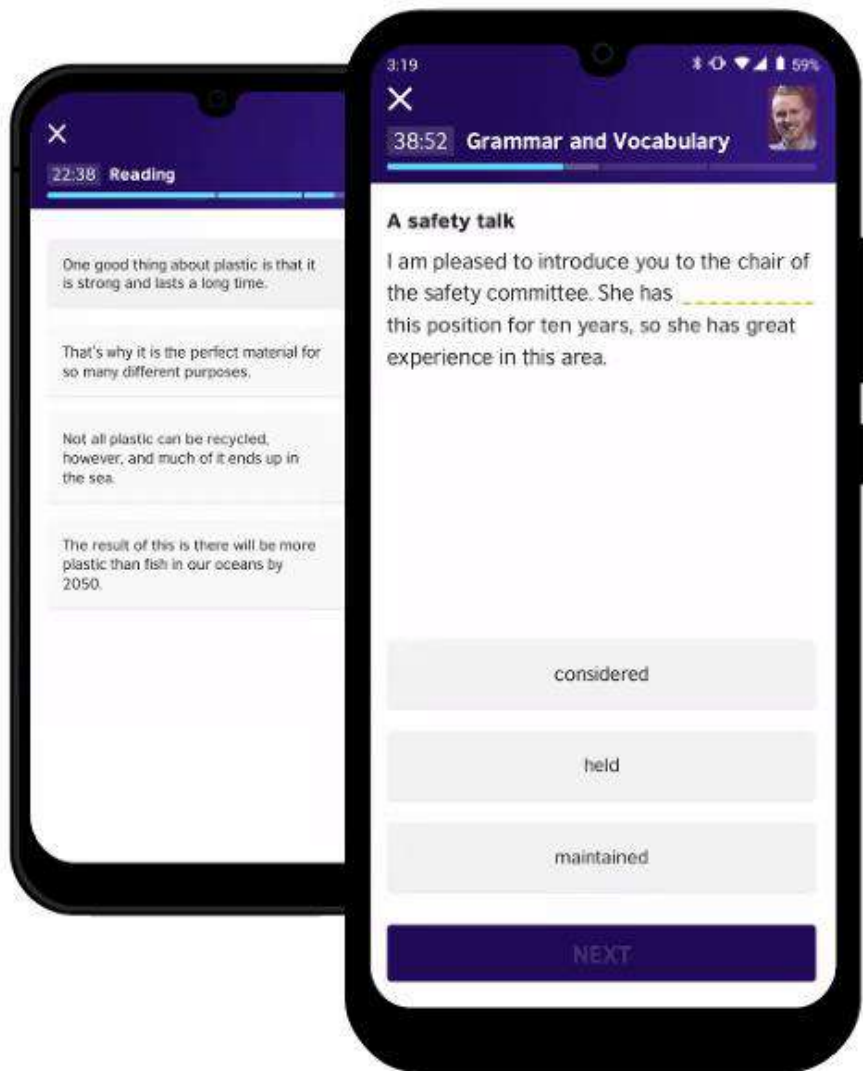 22:38 Reading
One good thing about plastic is that it
is strong and lasts a long time.
That's why it is the perfect material for
so many different purposes.
Not all plastic can be recycled,
however, and much of it ends up in
the sea.
The result of this is there will be more
plastic than fish in our oceans by
2050.
3:19
59%
38:52 Grammar and Vocabulary
A safety talk
I am pleased to introduce you to the chair of
the safety committee. She has
this position for ten years, so she has great
experience in this area.
considered
held
maintained
NEXT